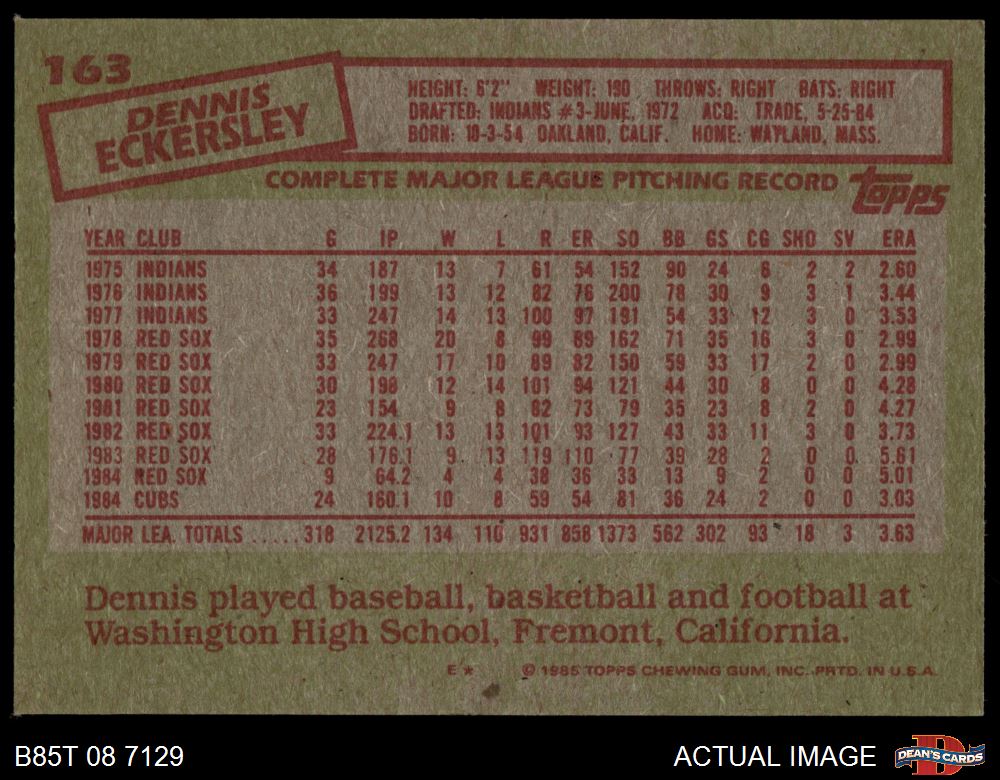 163
DENNIS
ECKERSLEY
HEIGHT: 6'2" WEIGHT: 190 THROWS: RIGHT BATS: RIGHT
DRAFTED: INDIANS #3-JUNE, 1972 ACQ: TRADE, 5-25-84
BORN: 10-3-54 OAKLAND, CALIF. HOME: WAYLAND, MASS.
COMPLETE MAJOR LEAGUE PITCHING RECORD topps
YEAR CLUB G IP W L R ER SO BB GS CG SHO SV ERA
1975 INDIANS 34 187 13 7 61 54 152 90 24 6 2 2 2.60
1976 INDIANS 36 199 13 12 82 76 200 78 30 9 3 1 3.44
1977 INDIANS 33 247 14 13 100 97 191 54 33 12 3 0 3.53
1978 RED SOX 35 268 20 8 99 89 162 71 35 16 3 0 2.99
1979 RED SOX 33 247 17 10 89 82 150 59 33 17 2 0 2.99
1980 RED SOX 30 198 12 14 101 94 121 44 30 8 0 0 4.28
1981 RED SOX 23 154 9 8 82 73 79 35 23 8 2 0 4.27
1982 RED SOX 33 224.1 13 13 101 93 127 43 33 11 3 0 3.73
1983 RED SOX 28 176.1 9 13 119 110 77 39 28 2 0 0 5.61
1984 RED SOX 9 64.2 4 4 38 36 33 13 9 2 0 0 5.01
1984 CUBS 24 160.1 10 8 59 54 81 36 24 2 0 0 3.03
MAJOR LEA. TOTALS .....318 2125.2 134 110 931 858 1373 562 302 93 18 3 3.63
Dennis played baseball, basketball and football at
Washington High School, Fremont, California.
E* © 1985 TOPPS CHEWING GUM, INC. PRTD. IN U.S.A.
B85T 08 7129 ACTUAL IMAGE DEAN'S CARDS